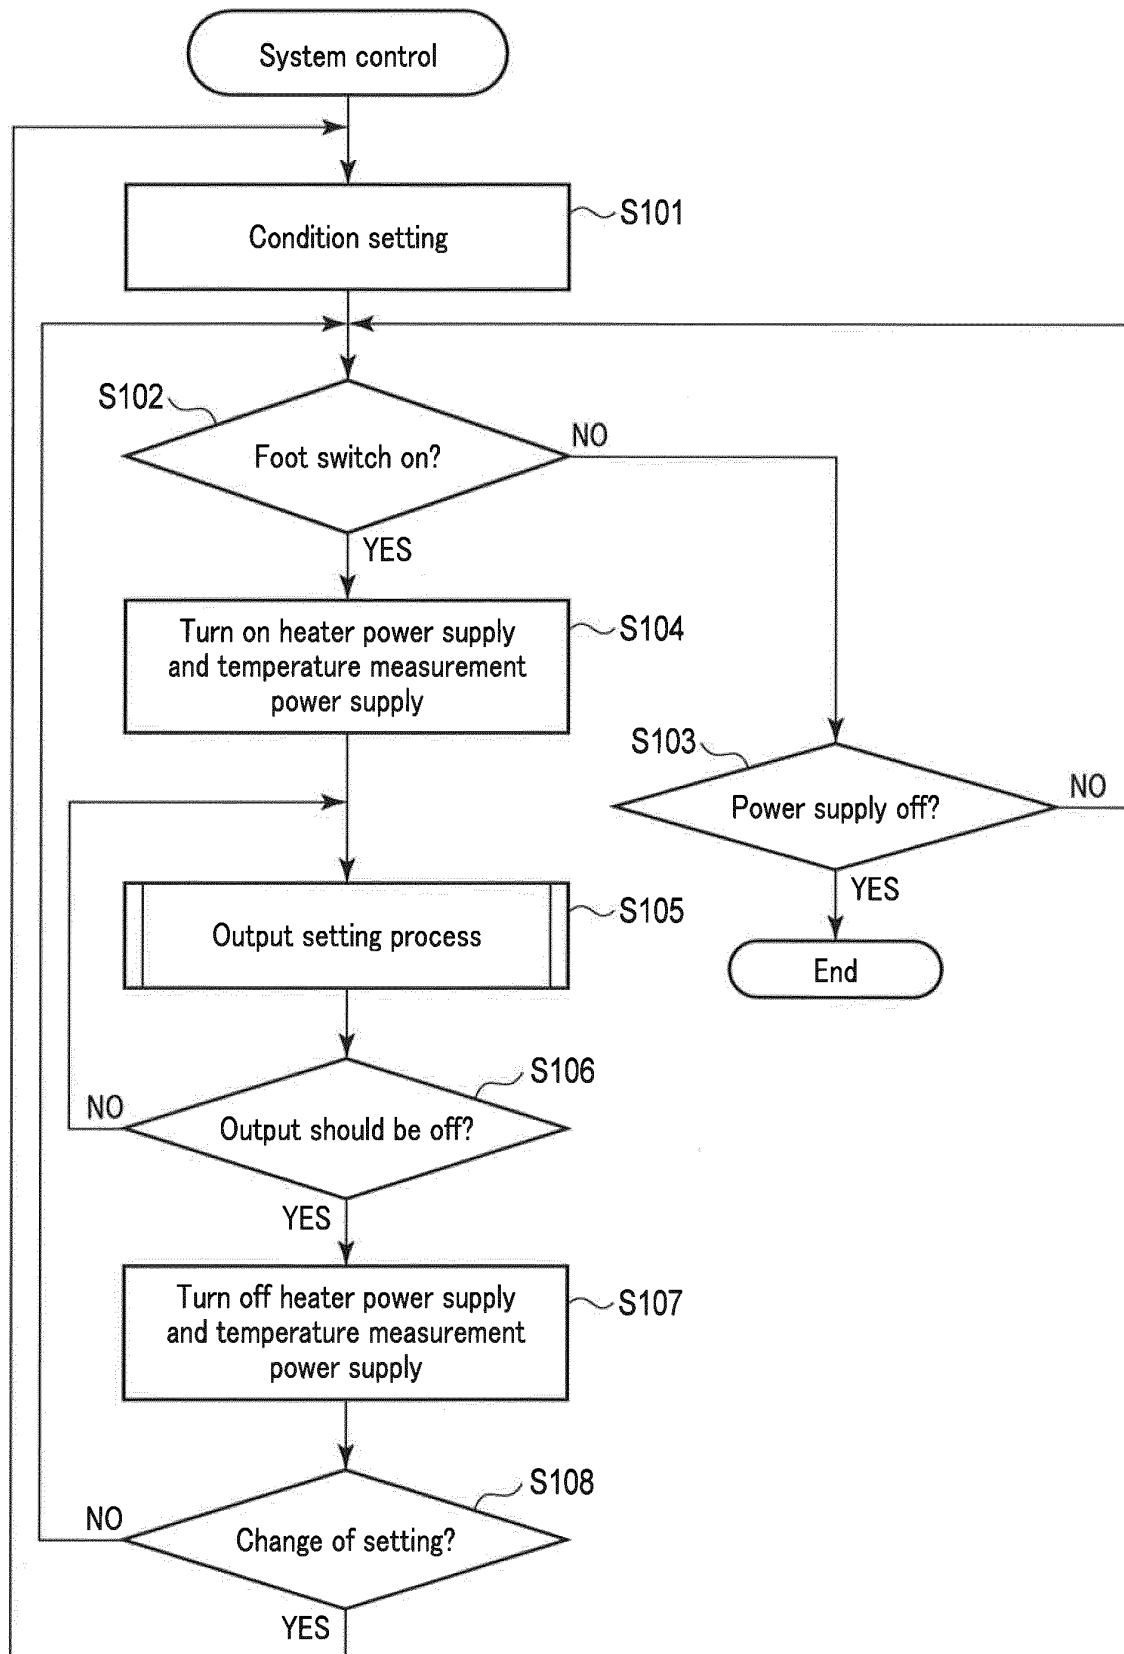 System control
Condition setting
S101
S102
Foot switch on?
NO
YES
Turn on heater power supply
and temperature measurement
power supply
S104
S103
Power supply off?
NO
YES
End
Output setting process
S105
S106
Output should be off?
NO
YES
Turn off heater power supply
and temperature measurement
power supply
S107
S108
Change of setting?
NO
YES